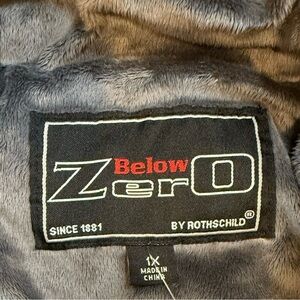 Below
ZerO
SINCE 1881 BY ROTHSCHILD®
1X
MADE IN
CHINA